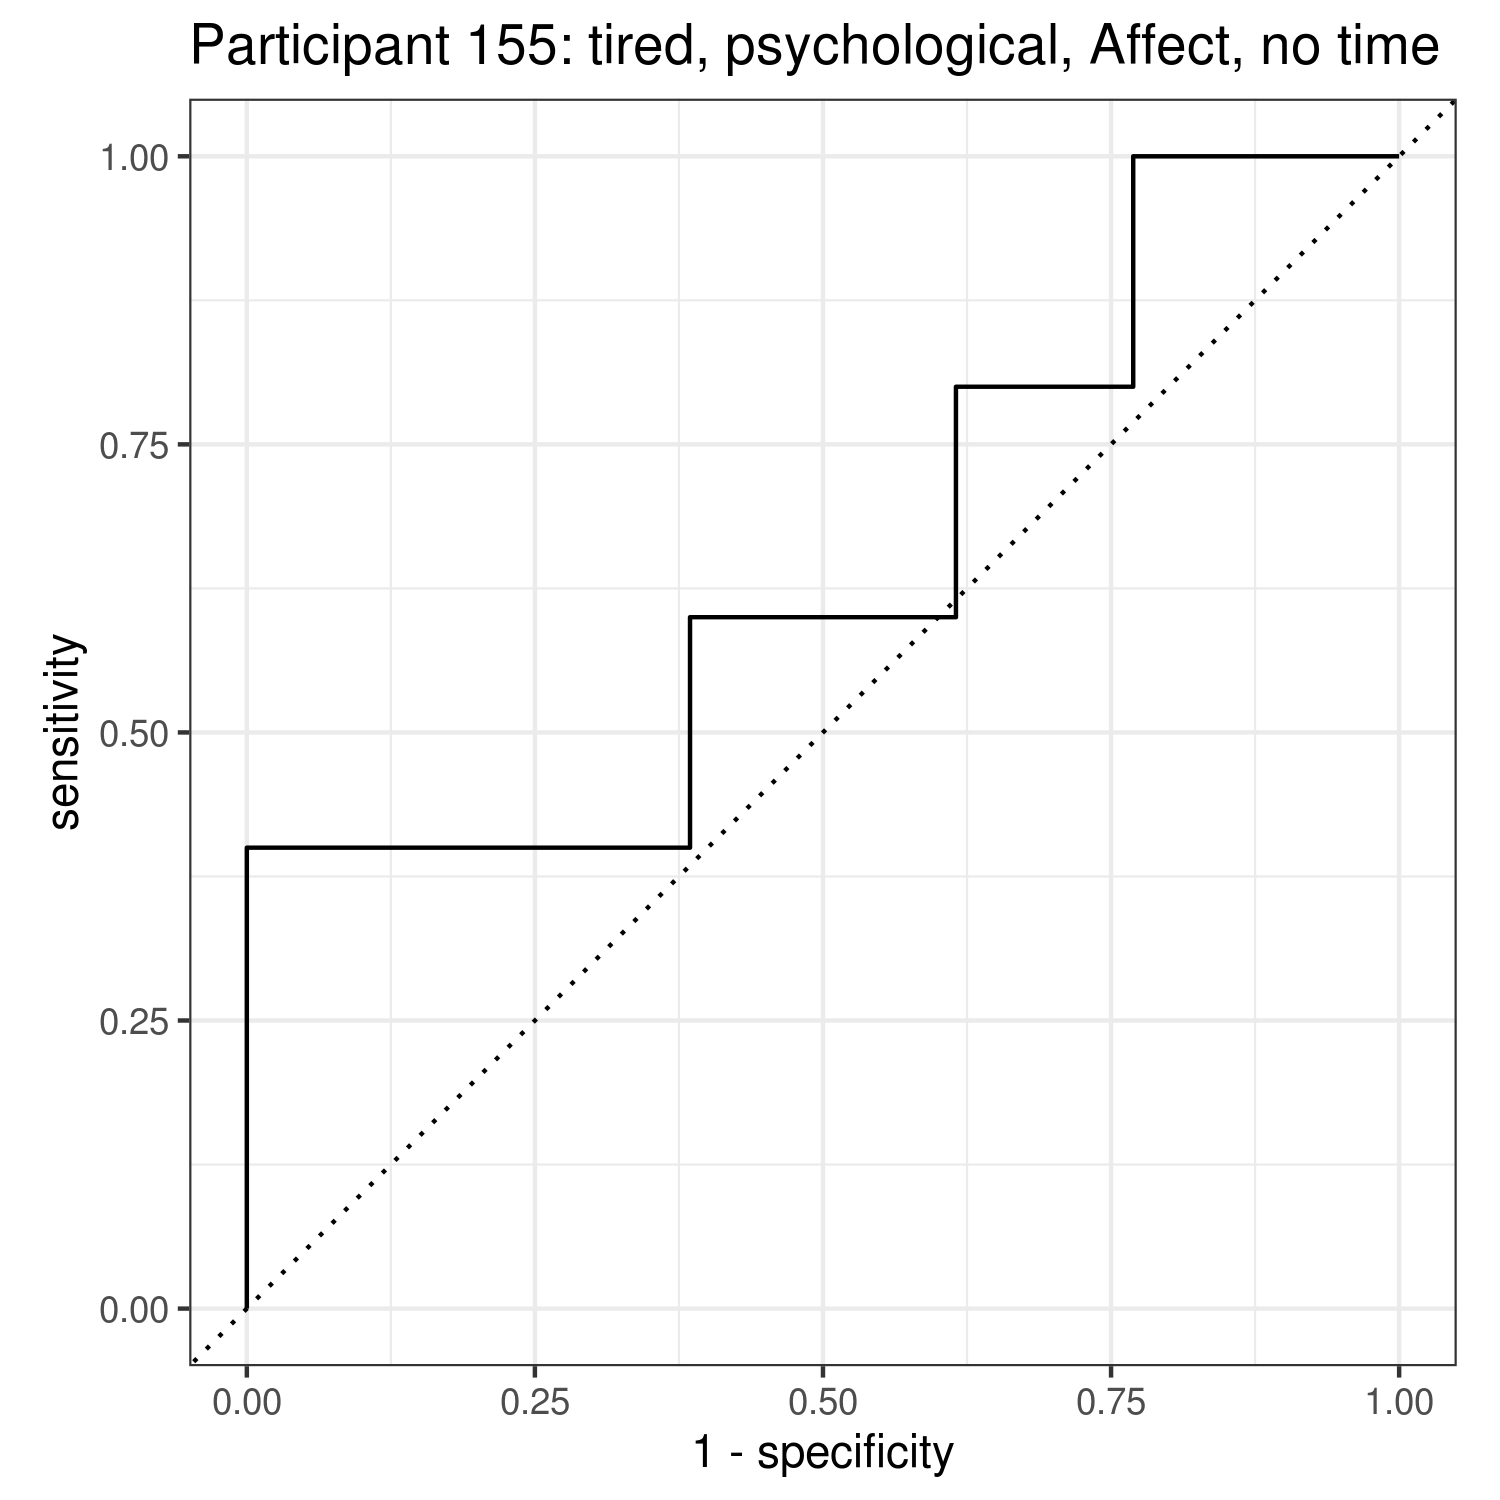 Participant 155: tired, psychological, Affect, no time
1.00
0.75
0.50
0.25
0.00
sensitivity
0.00 0.25 0.50 0.75 1.00
1 - specificity